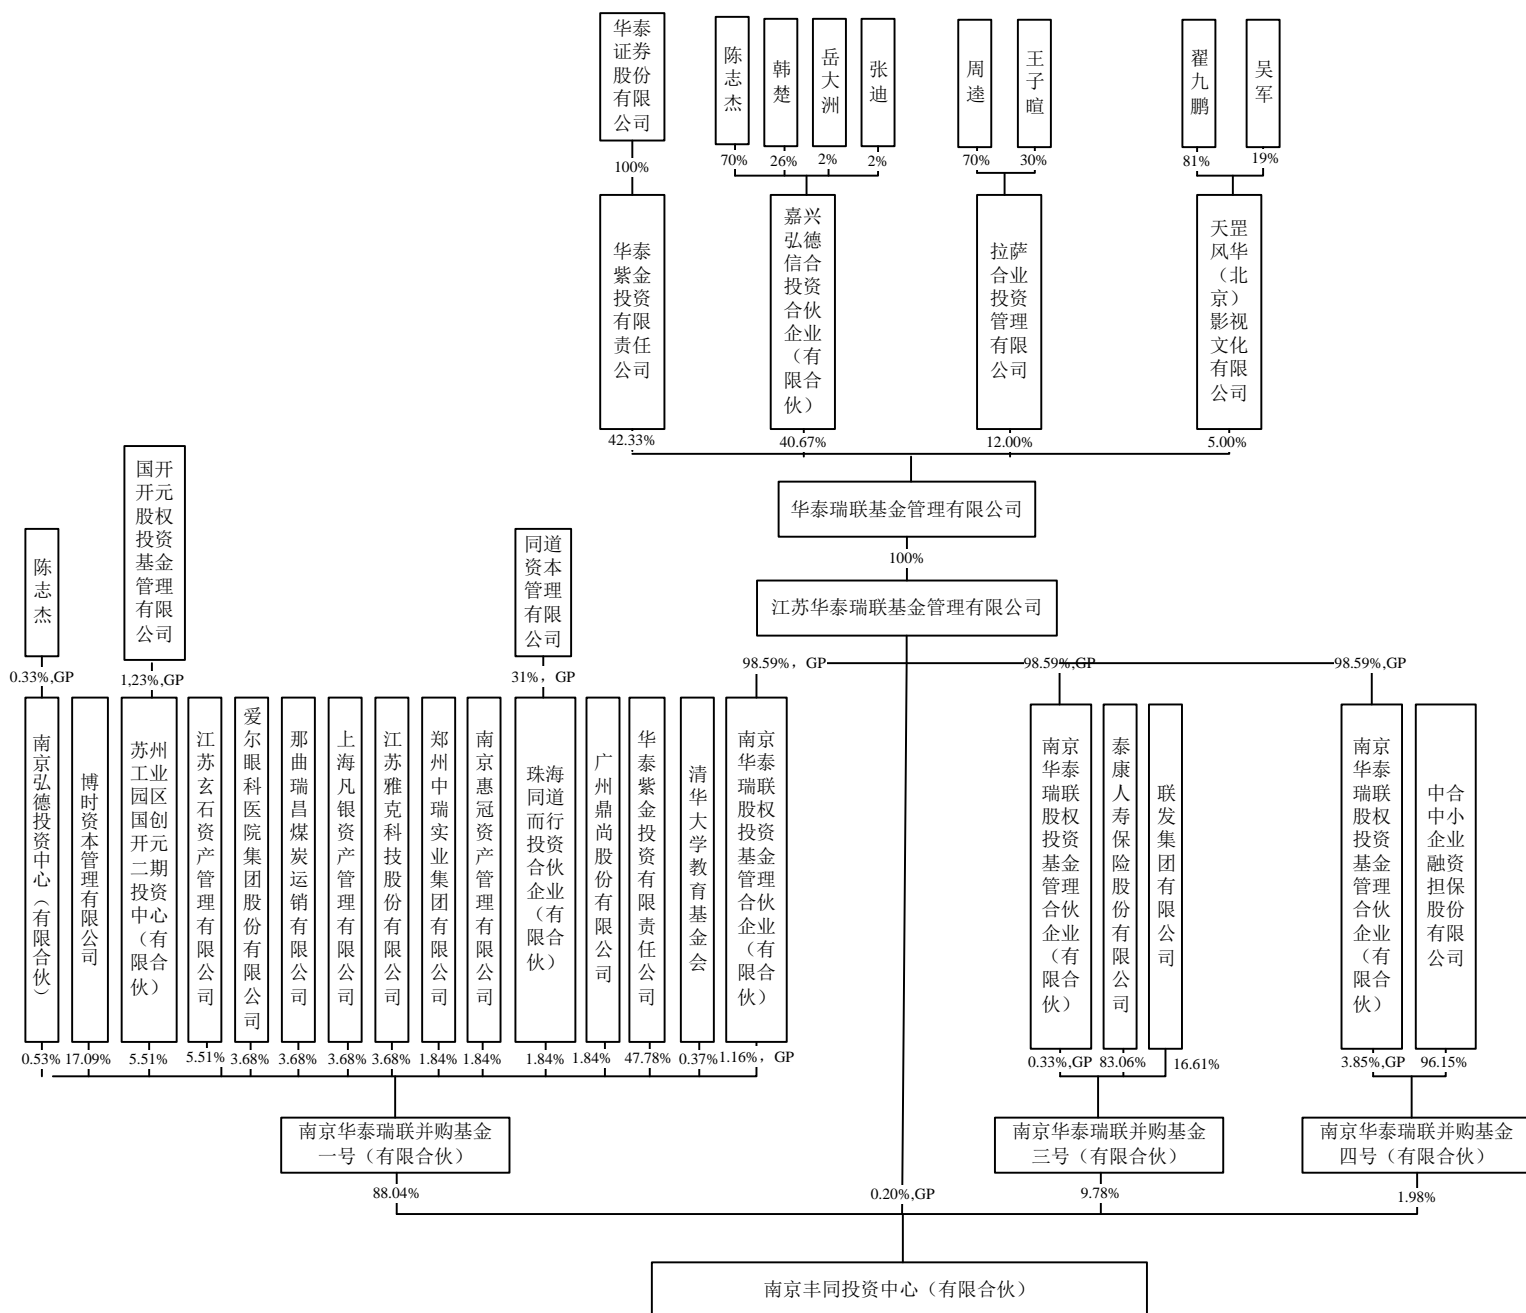 华泰
证券
股份
有限
公司
陈志杰
韩楚
岳大洲
张迪
周逵
王子暄
翟九鹏
吴军
100%
70%
26%
2%
2%
70%
30%
81%
19%
华泰
紫金
投资
有限
责任
公司
嘉兴
弘德
信合
投资
合伙
企业
（有
限合
伙）
拉萨
合业
投资
管理
有限
公司
天罡
风华
（北
京）
影视
文化
有限
公司
42.33%
40.67%
12.00%
5.00%
华泰瑞联基金管理有限公司
100%
江苏华泰瑞联基金管理有限公司
陈志杰
国开
开元
股权
投资
基金
管理
有限
公司
同道
资本
管理
有限
公司
0.33%,GP
1,23%,GP
31%，GP
98.59%，GP
98.59%,GP
98.59%,GP
南京弘德投资中心（有限合伙）
博时资本管理有限公司
苏州
工业
园区
国创
开元
二期
投资
中心
（有
限合
伙）
江苏玄石资产管理有限公司
爱尔眼科医院集团股份有限公司
那曲瑞昌煤炭运销有限公司
上海凡银资产管理有限公司
江苏雅克科技股份有限公司
郑州中瑞实业集团有限公司
南京惠冠资产管理有限公司
珠海
同道
而行
投资
合伙
企业
（有
限合
伙）
广州鼎尚股份有限公司
华泰紫金投资有限责任公司
清华大学教育基金会
南京
华泰
瑞联
股权
投资
基金
管理
合伙
企业
（有
限合
伙）
南京
华泰
瑞联
股权
投资
基金
管理
合伙
企业
（有
限合
伙）
泰康人寿保险股份有限公司
联发集团有限公司
南京
华泰
瑞联
股权
投资
基金
管理
合伙
企业
（有
限合
伙）
中合
中小
企业
融资
担保
股份
有限
公司
0.53%
17.09%
5.51%
5.51%
3.68%
3.68%
3.68%
3.68%
1.84%
1.84%
1.84%
1.84%
47.78%
0.37%
1.16%，GP
0.33%,GP
83.06%
16.61%
3.85%,GP
96.15%
南京华泰瑞联并购基金
一号（有限合伙）
南京华泰瑞联并购基金
三号（有限合伙）
南京华泰瑞联并购基金
四号（有限合伙）
88.04%
0.20%,GP
9.78%
1.98%
南京丰同投资中心（有限合伙）